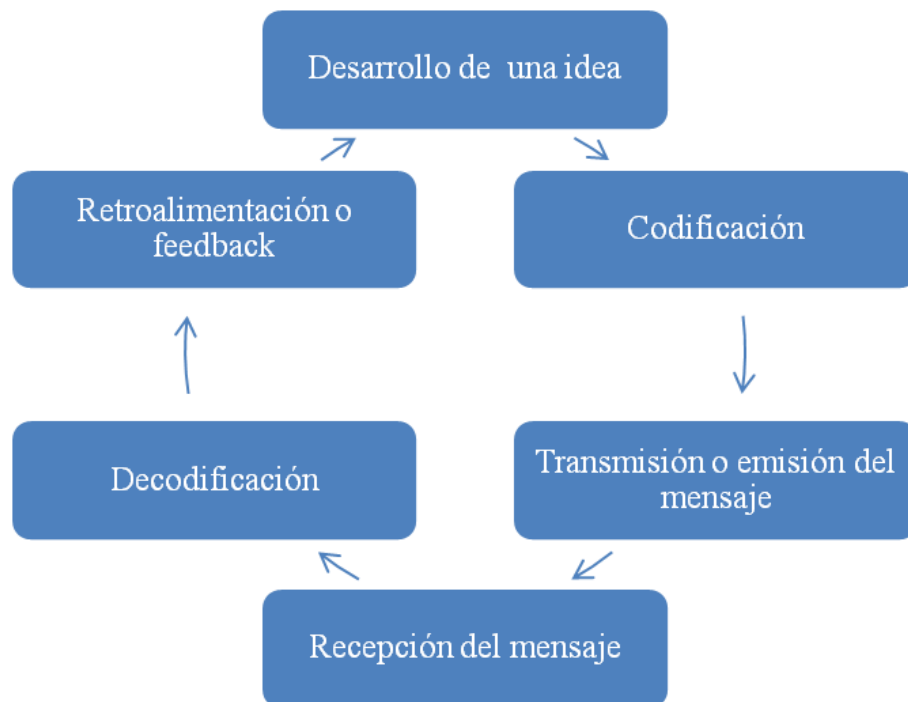 Desarrollo de una idea
Codificación
Transmisión o emisión del
mensaje
Recepción del mensaje
Decodificación
Retroalimentación o
feedback